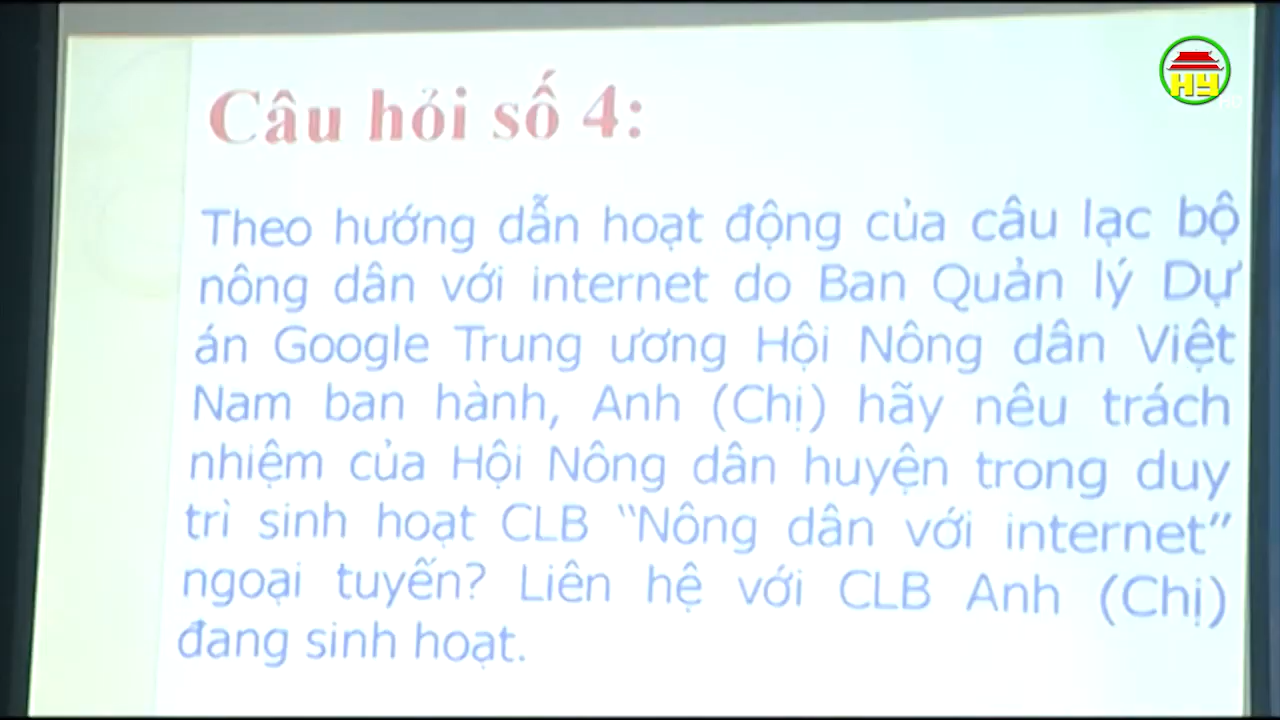 HY
HD
Câu hỏi số 4:
Theo hướng dẫn hoạt động của câu lạc bộ
nông dân với internet do Ban Quản lý Dự
án Google Trung ương Hội Nông dân Việt
Nam ban hành, Anh (Chị) hãy nêu trách
nhiệm của Hội Nông dân huyện trong duy
trì sinh hoạt CLB “Nông dân với internet”
ngoại tuyến? Liên hệ với CLB Anh (Chị)
đang sinh hoạt.